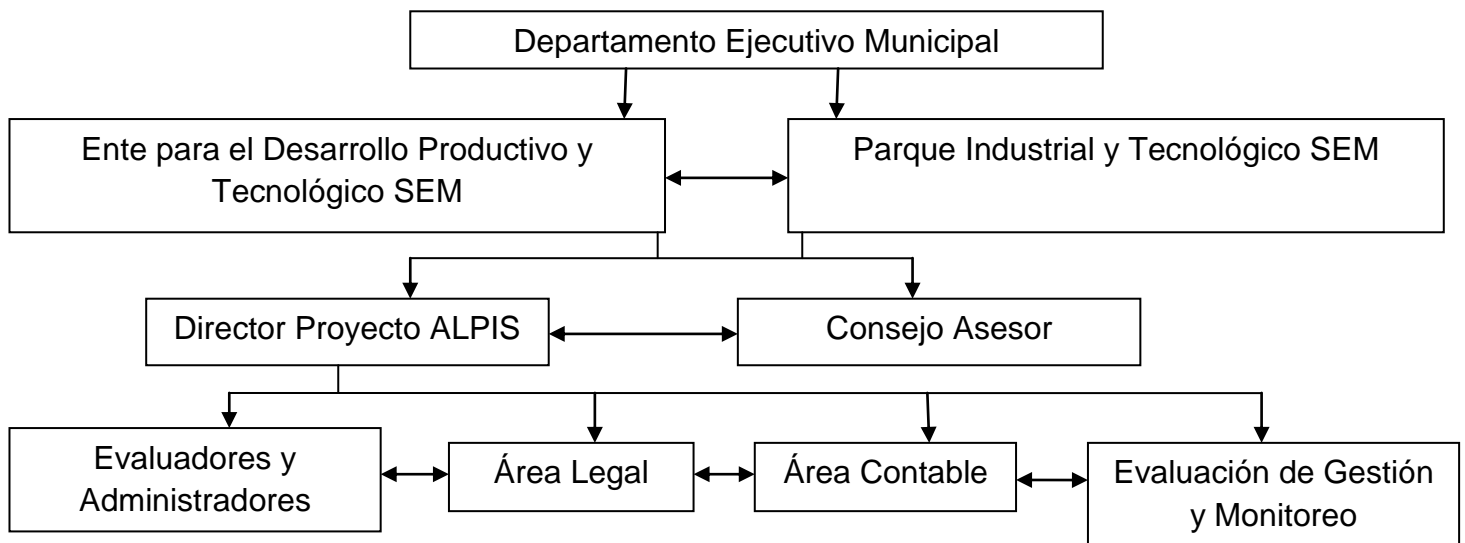 Departamento Ejecutivo Municipal
Ente para el Desarrollo Productivo y
Tecnológico SEM
Parque Industrial y Tecnológico SEM
Director Proyecto ALPIS
Consejo Asesor
Evaluadores y
Administradores
Área Legal
Área Contable
Evaluación de Gestión
y Monitoreo